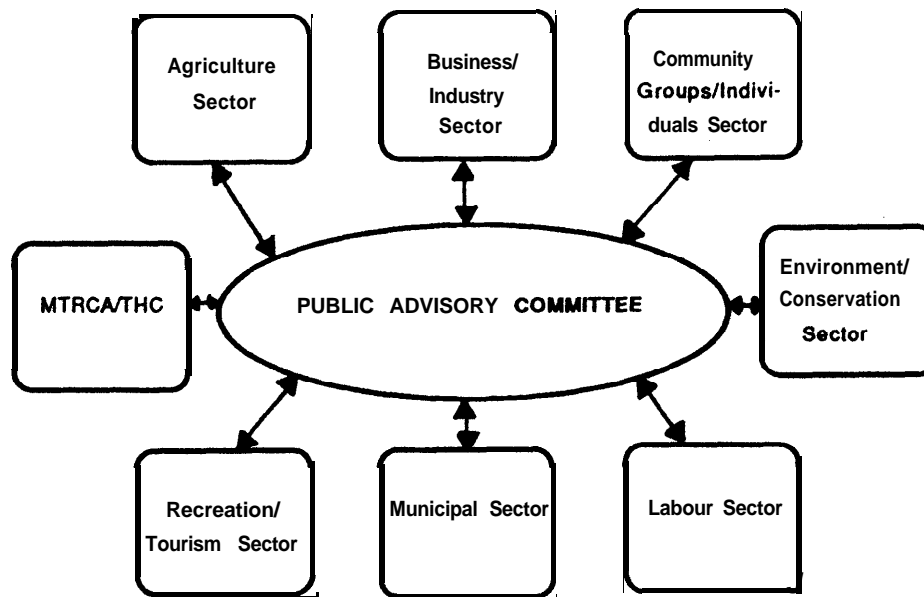 Agriculture
Sector
Business/
Industry
Sector
Community
Groups/Indivi-
duals Sector
MTRCA/THC
PUBLIC ADVISORY COMMITTEE
Environment/
Conservation
Sector
Recreation/
Tourism Sector
Municipal Sector
Labour Sector